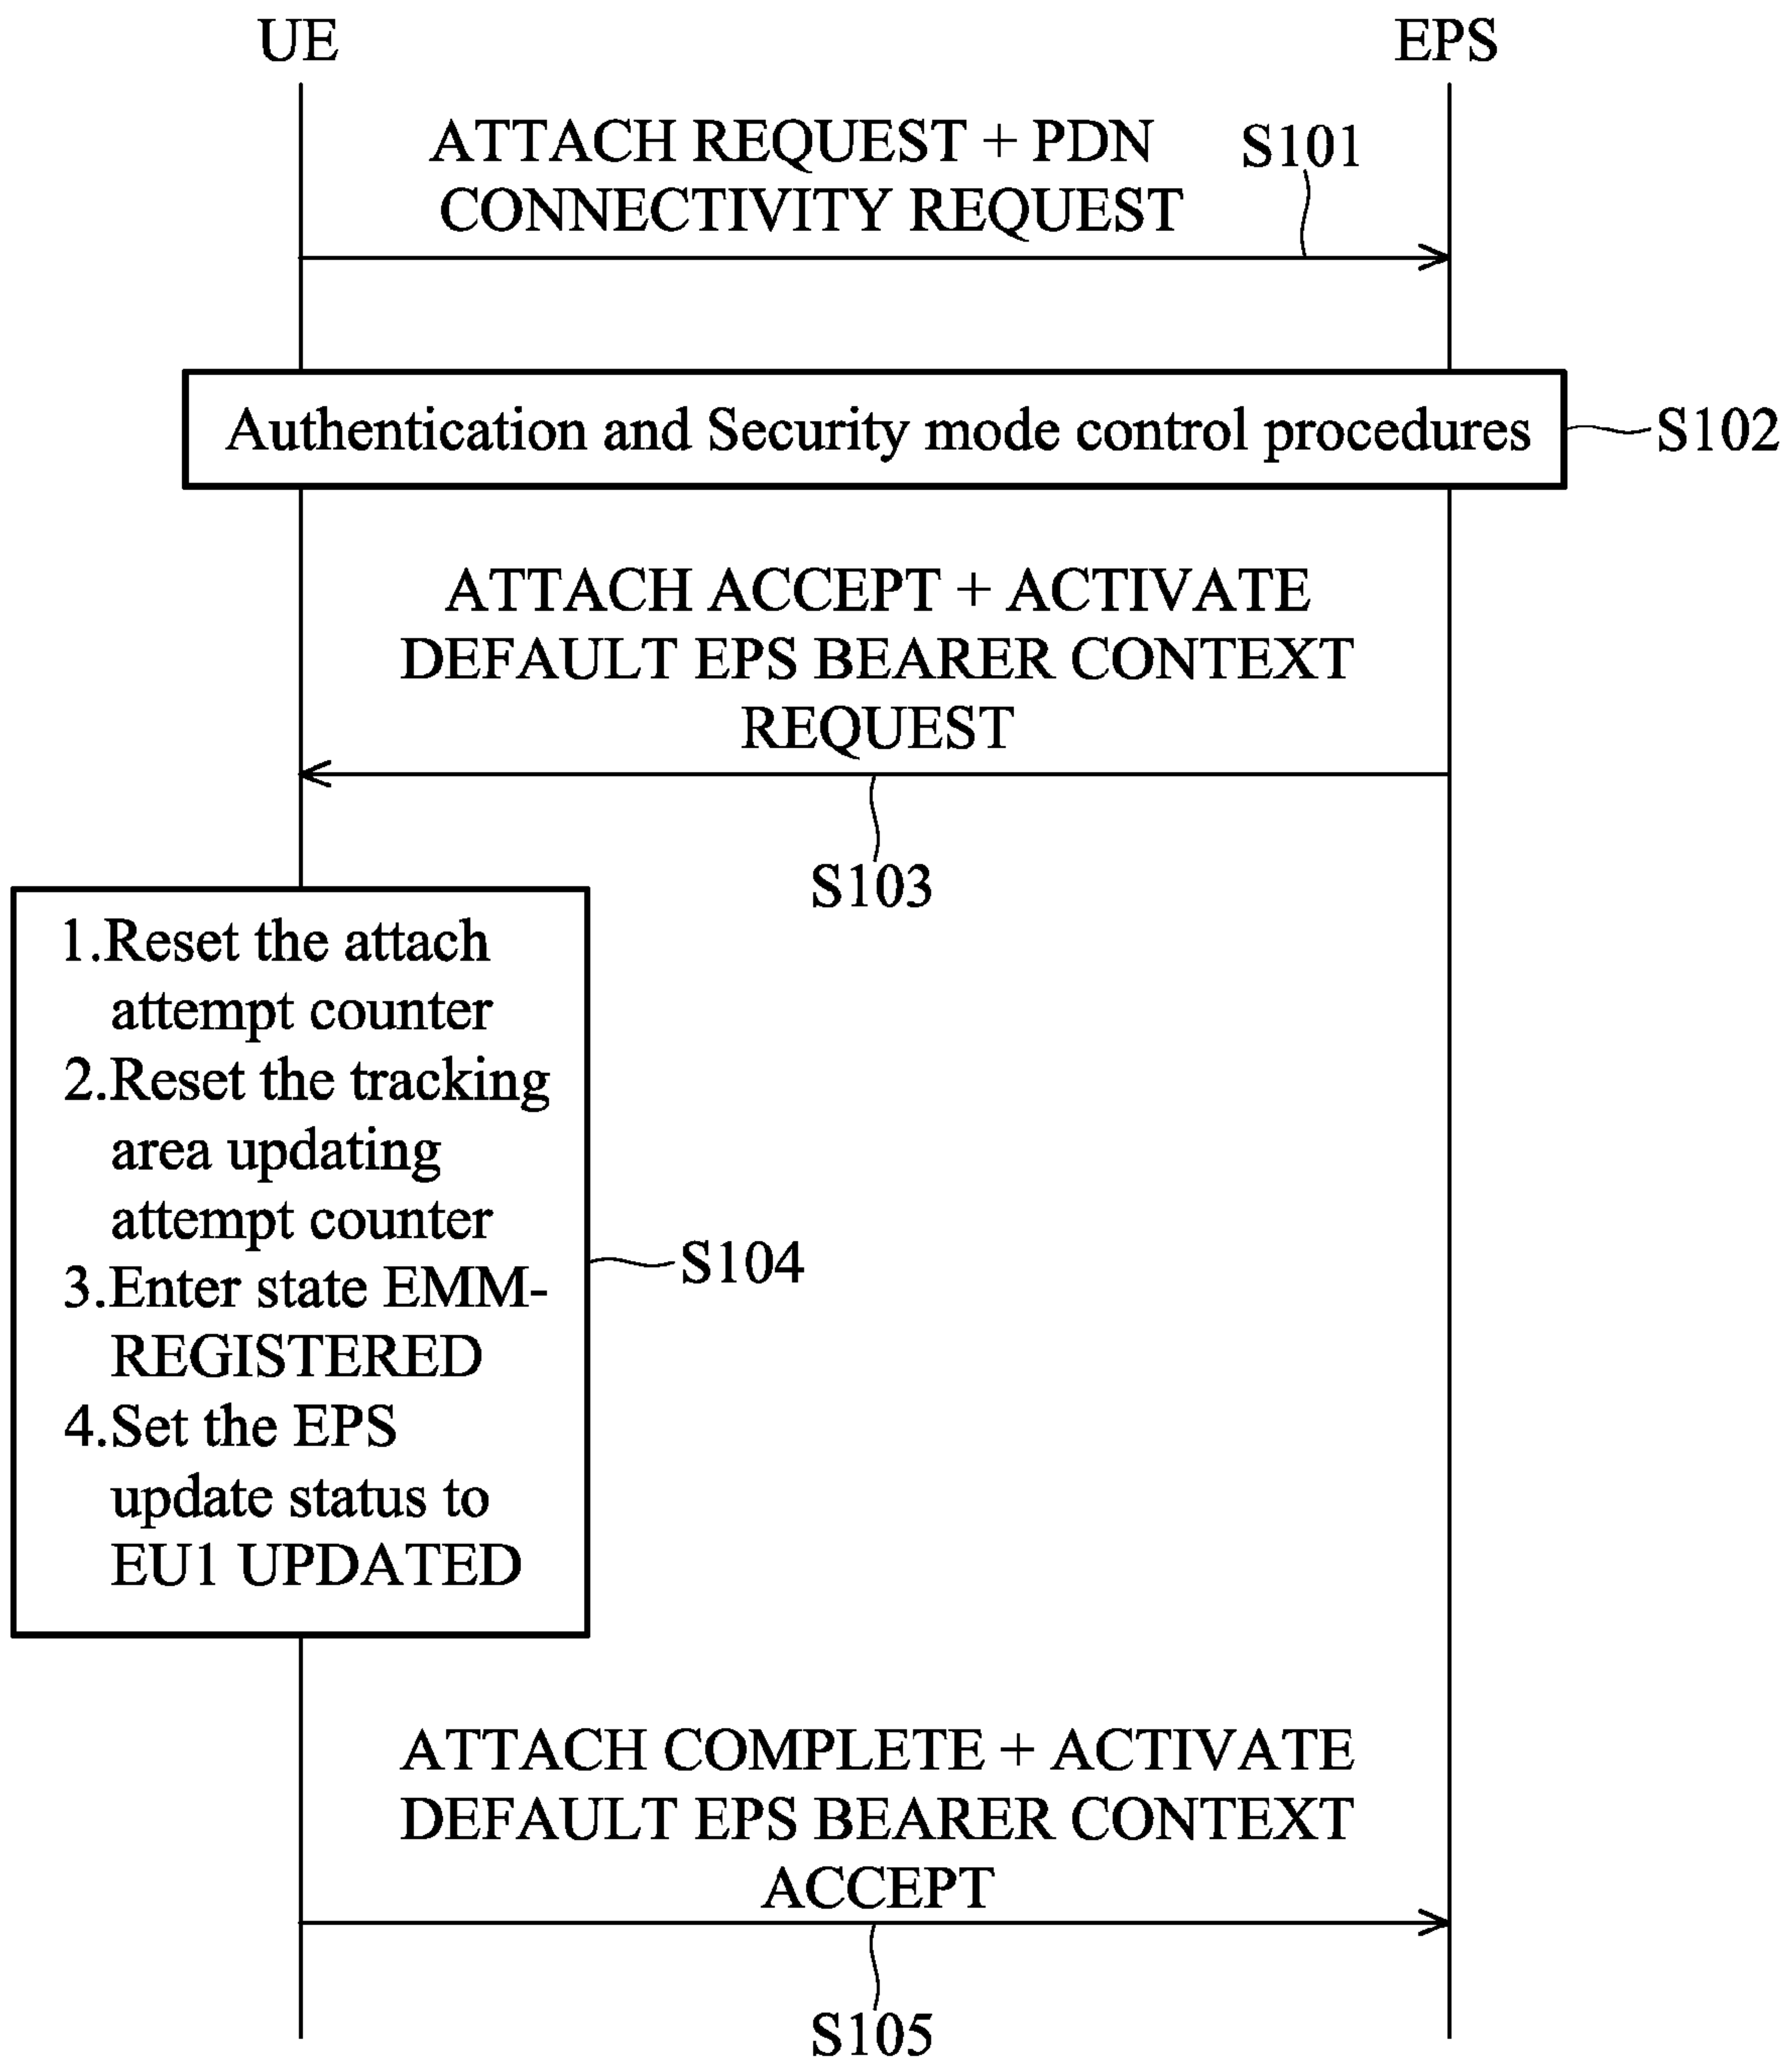 UE
EPS
ATTACH REQUEST + PDN
CONNECTIVITY REQUEST
S101
Authentication and Security mode control procedures
S102
ATTACH ACCEPT + ACTIVATE
DEFAULT EPS BEARER CONTEXT
REQUEST
S103
1.Reset the attach
attempt counter
2.Reset the tracking
area updating
attempt counter
3.Enter state EMM-
REGISTERED
4.Set the EPS
update status to
EU1 UPDATED
S104
ATTACH COMPLETE + ACTIVATE
DEFAULT EPS BEARER CONTEXT
ACCEPT
S105